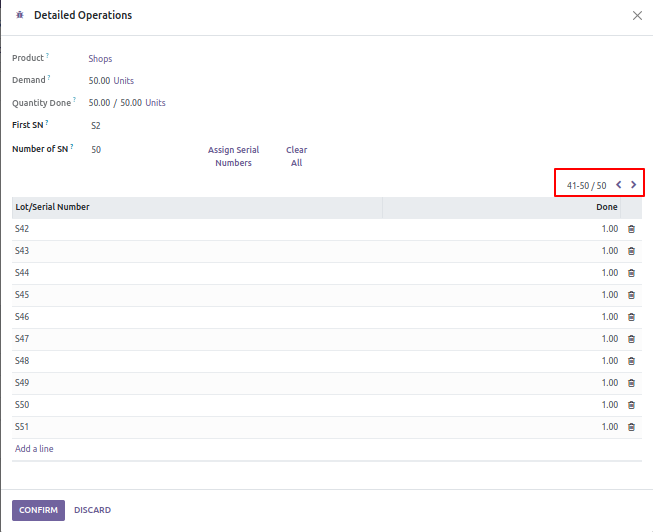 Detailed Operations
Product ? Shops
Demand ? 50.00 Units
Quantity Done ? 50.00 / 50.00 Units
First SN ? S2
Number of SN ? 50 Assign Serial Numbers Clear All
41-50 / 50
Lot/Serial Number Done
S42 1.00
S43 1.00
S44 1.00
S45 1.00
S46 1.00
S47 1.00
S48 1.00
S49 1.00
S50 1.00
S51 1.00
Add a line
CONFIRM DISCARD